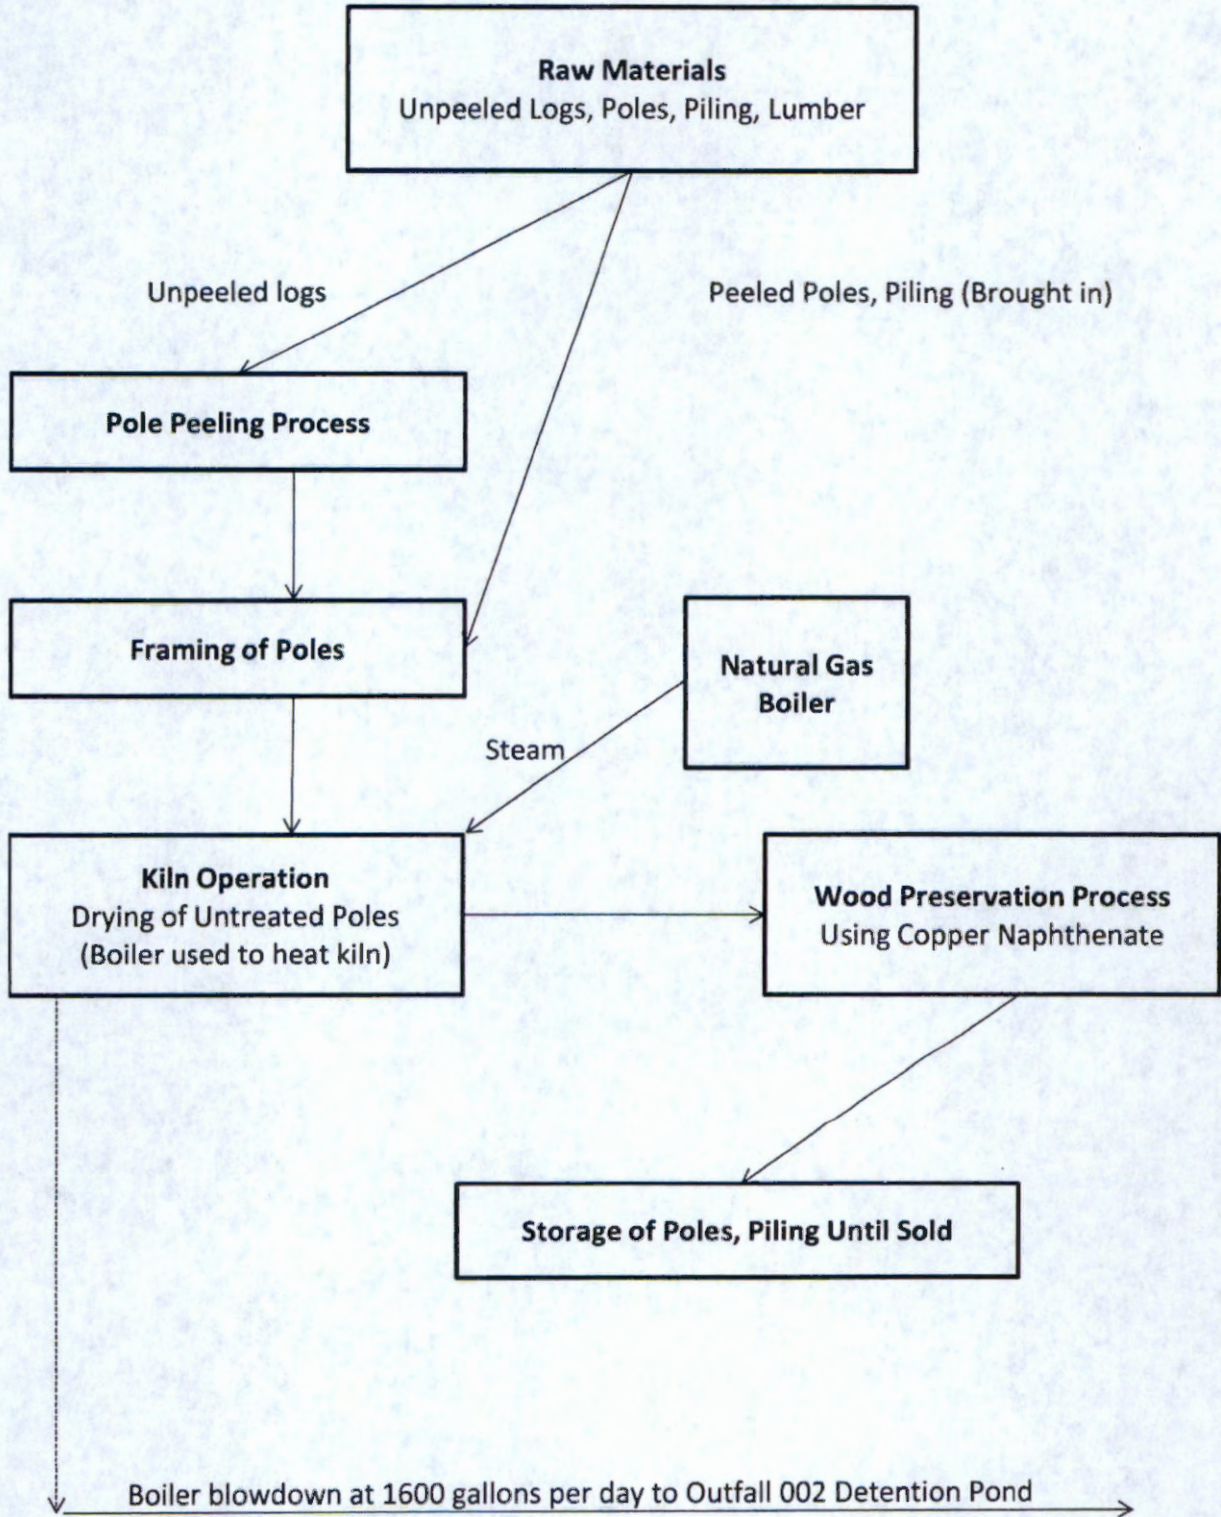 Raw Materials
Unpeeled Logs, Poles, Piling, Lumber
Unpeeled logs
Peeled Poles, Piling (Brought in)
Pole Peeling Process
Framing of Poles
Natural Gas
Boiler
Steam
Kiln Operation
Drying of Untreated Poles
(Boiler used to heat kiln)
Wood Preservation Process
Using Copper Naphthenate
Storage of Poles, Piling Until Sold
Boiler blowdown at 1600 gallons per day to Outfall 002 Detention Pond